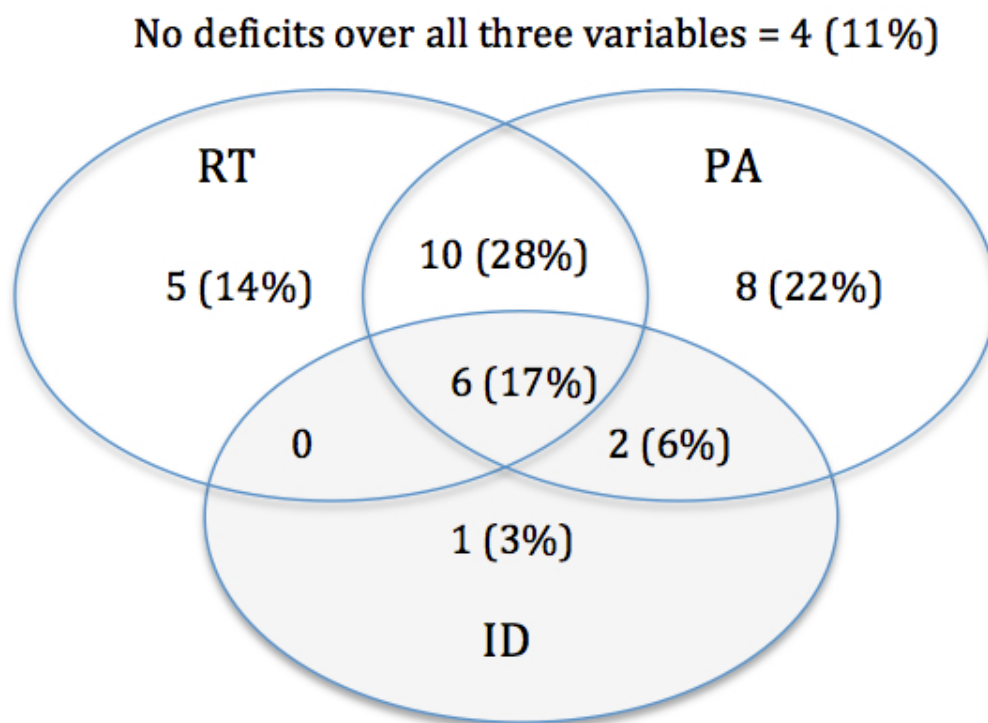 No deficits over all three variables = 4 (11%)
RT
PA
10 (28%)
5 (14%)
8 (22%)
6 (17%)
0
2 (6%)
1 (3%)
ID